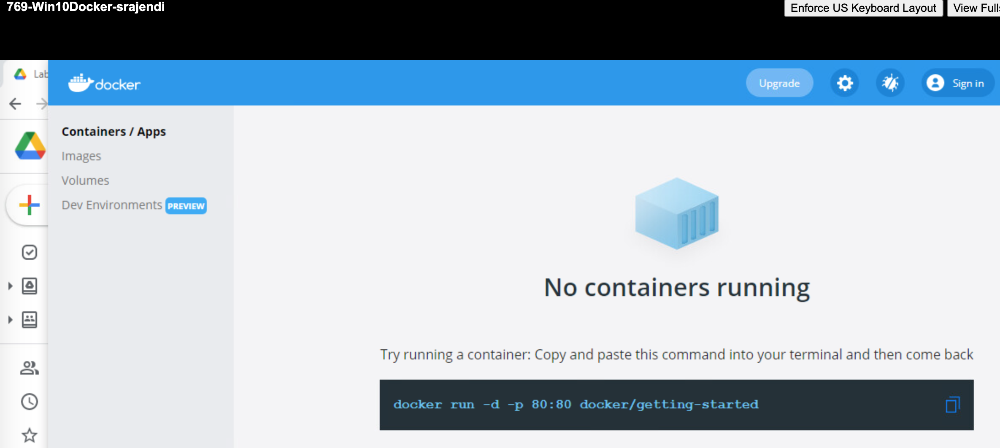 769-Win10Docker-srajendi
Enforce US Keyboard Layout
View Full
Lab
docker
Upgrade
Sign in
Containers / Apps
Images
Volumes
Dev Environments PREVIEW
No containers running
Try running a container: Copy and paste this command into your terminal and then come back
docker run -d -p 80:80 docker/getting-started